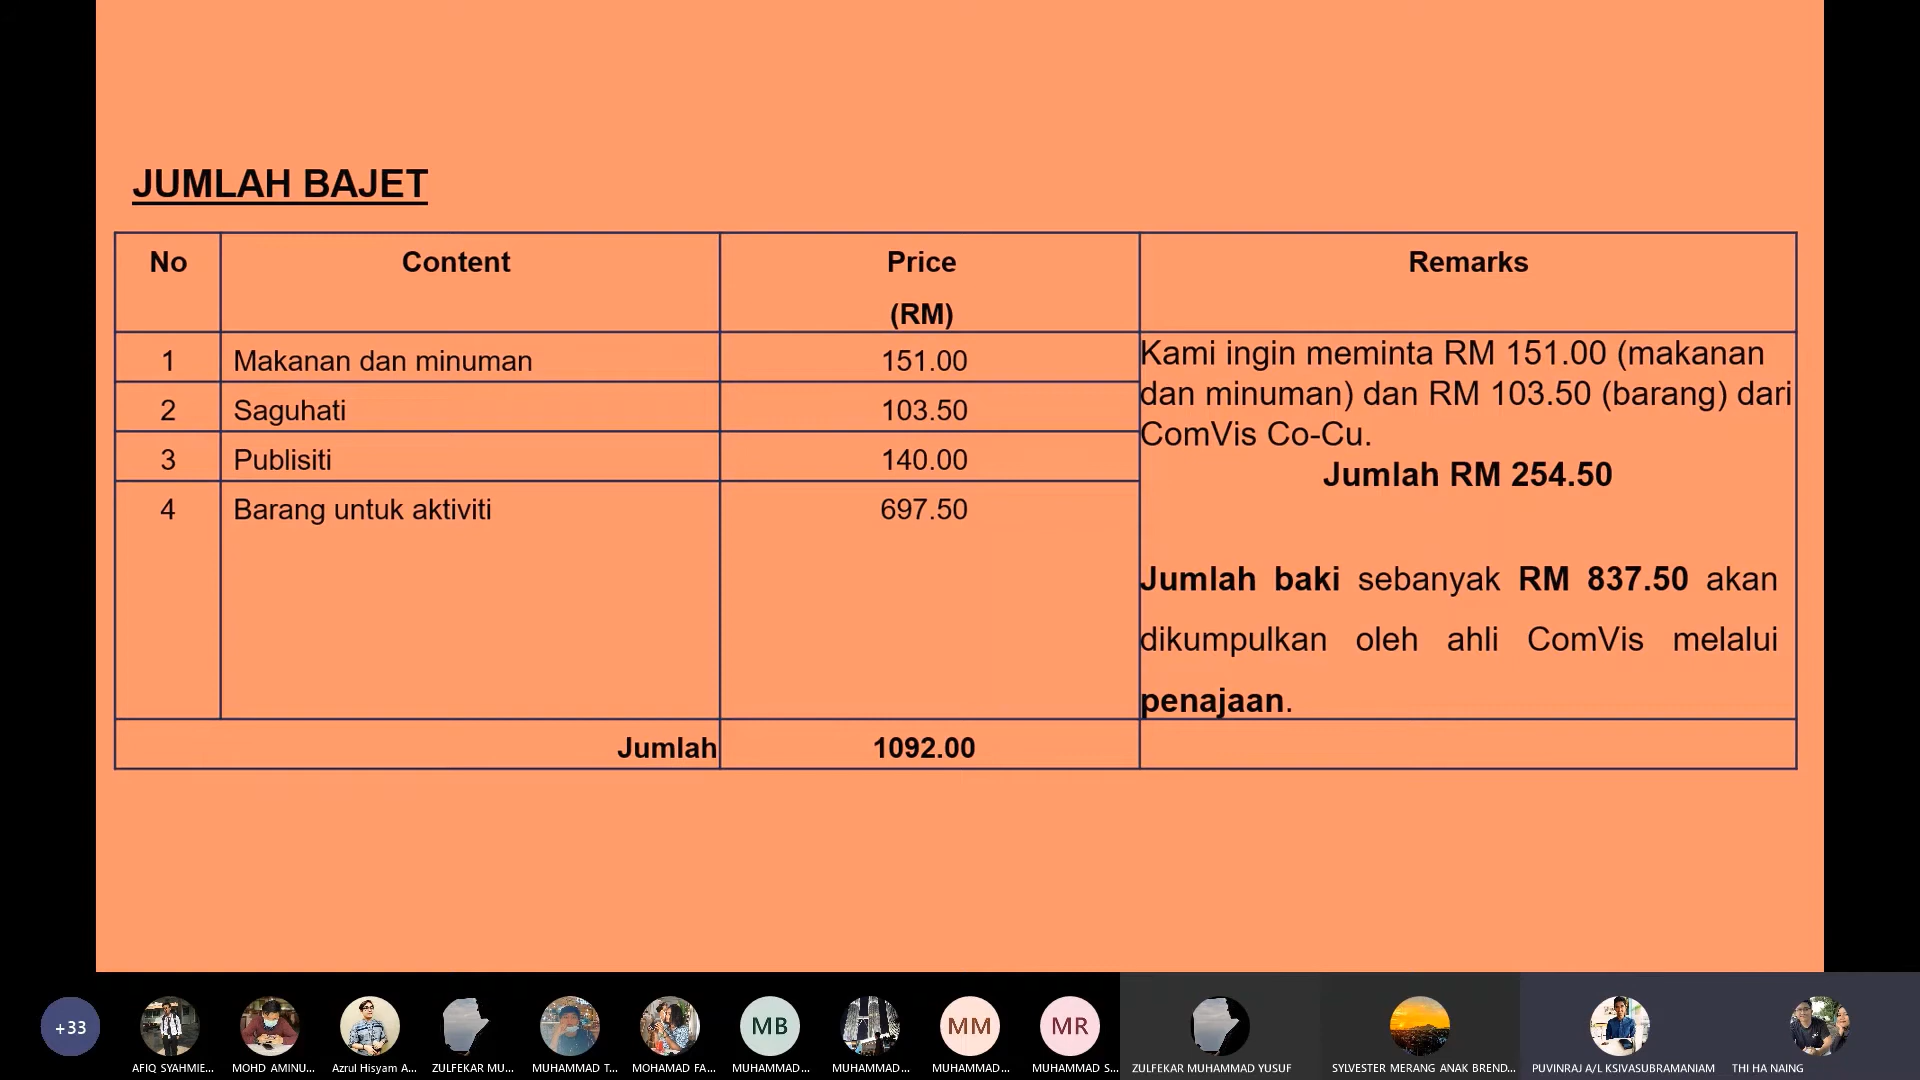 JUMLAH BAJET
No
Content
Price
(RM)
Remarks
1
Makanan dan minuman
151.00
2
Saguhati
103.50
3
Publisiti
140.00
4
Barang untuk aktiviti
697.50
Kami ingin meminta RM 151.00 (makanan
dan minuman) dan RM 103.50 (barang) dari
ComVis Co-Cu.
Jumlah RM 254.50
Jumlah baki sebanyak RM 837.50 akan
dikumpulkan oleh ahli ComVis melalui
penajaan.
Jumlah
1092.00
+33
MB
MM
MR
AFIQ SYAHMIE...
MOHD AMINU...
Azrul Hisyam A...
ZULFEKAR MU...
MUHAMMAD T...
MOHAMAD FA...
MUHAMMAD...
MUHAMMAD...
MUHAMMAD...
MUHAMMAD S...
ZULFEKAR MUHAMMAD YUSUF
SYLVESTER MERANG ANAK BREND...
PUVINRAJ A/L KSIVASUBRAMANIAM
THI HA NAING